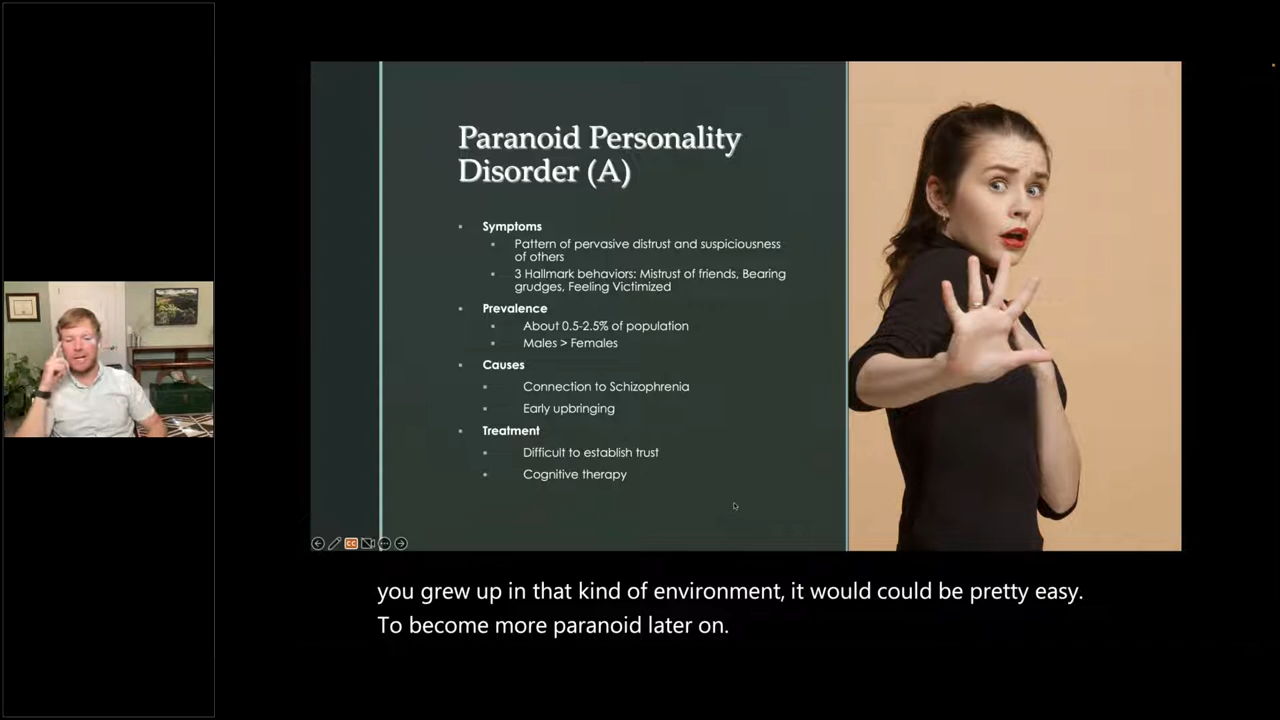 Paranoid Personality
Disorder (A)
Symptoms
Pattern of pervasive distrust and suspiciousness
of others
3 Hallmark behaviors: Mistrust of friends, Bearing
grudges, Feeling Victimized
Prevalence
About 0.5-2.5% of population
Males > Females
Causes
Connection to Schizophrenia
Early upbringing
Treatment
Difficult to establish trust
Cognitive therapy
CC
you grew up in that kind of environment, it would could be pretty easy.
To become more paranoid later on.